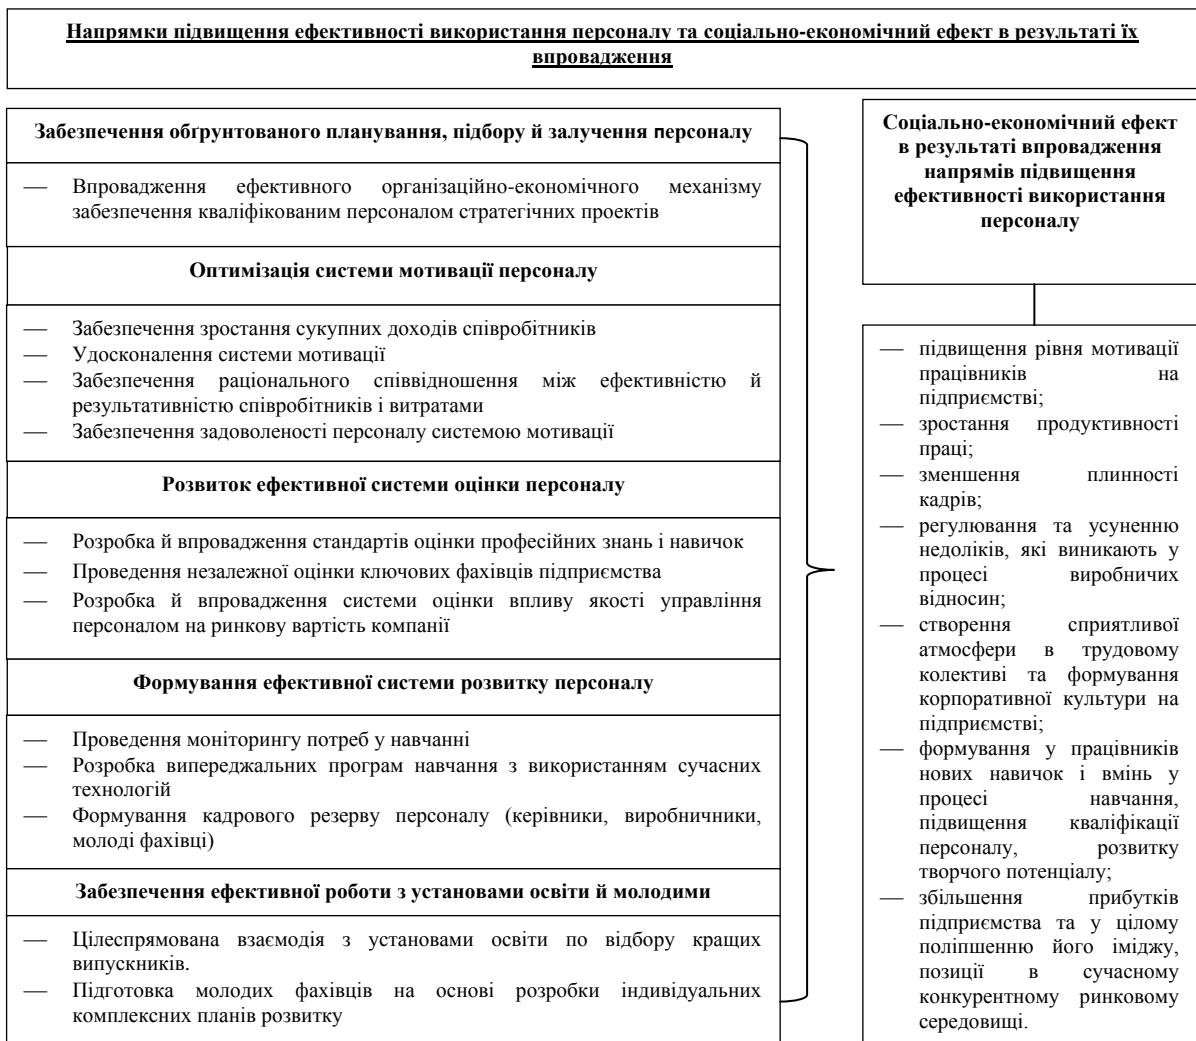 Напрямки підвищення ефективності використання персоналу та соціально-економічний ефект в результаті їх
впровадження
Забезпечення обґрунтованого планування, підбору й залучення персоналу
— Впровадження ефективного організаційно-економічного механізму
забезпечення кваліфікованим персоналом стратегічних проектів
Оптимізація системи мотивації персоналу
— Забезпечення зростання сукупних доходів співробітників
— Удосконалення системи мотивації
— Забезпечення раціонального співвідношення між ефективністю й
результативністю співробітників і витратами
— Забезпечення задоволеності персоналу системою мотивації
Розвиток ефективної системи оцінки персоналу
— Розробка й впровадження стандартів оцінки професійних знань і навичок
— Проведення незалежної оцінки ключових фахівців підприємства
— Розробка й впровадження системи оцінки впливу якості управління
персоналом на ринкову вартість компанії
Формування ефективної системи розвитку персоналу
— Проведення моніторингу потреб у навчанні
— Розробка випереджальних програм навчання з використанням сучасних
технологій
— Формування кадрового резерву персоналу (керівники, виробничники,
молоді фахівці)
Забезпечення ефективної роботи з установами освіти й молодими
— Цілеспрямована взаємодія з установами освіти по відбору кращих
випускників.
— Підготовка молодих фахівців на основі розробки індивідуальних
комплексних планів розвитку
Соціально-економічний ефект
в результаті впровадження
напрямів підвищення
ефективності використання
персоналу
— підвищення рівня мотивації
працівників на
підприємстві;
— зростання продуктивності
праці;
— зменшення плинності
кадрів;
— регулювання та усуненню
недоліків, які виникають у
процесі виробничих
відносин;
— створення сприятливої
атмосфери в трудовому
колективі та формування
корпоративної культури на
підприємстві;
— формування у працівників
нових навичок і вмінь у
процесі навчання,
підвищення кваліфікації
персоналу, розвитку
творчого потенціалу;
— збільшення прибутків
підприємства та у цілому
поліпшенню його іміджу,
позиції в сучасному
конкурентному ринковому
середовищі.